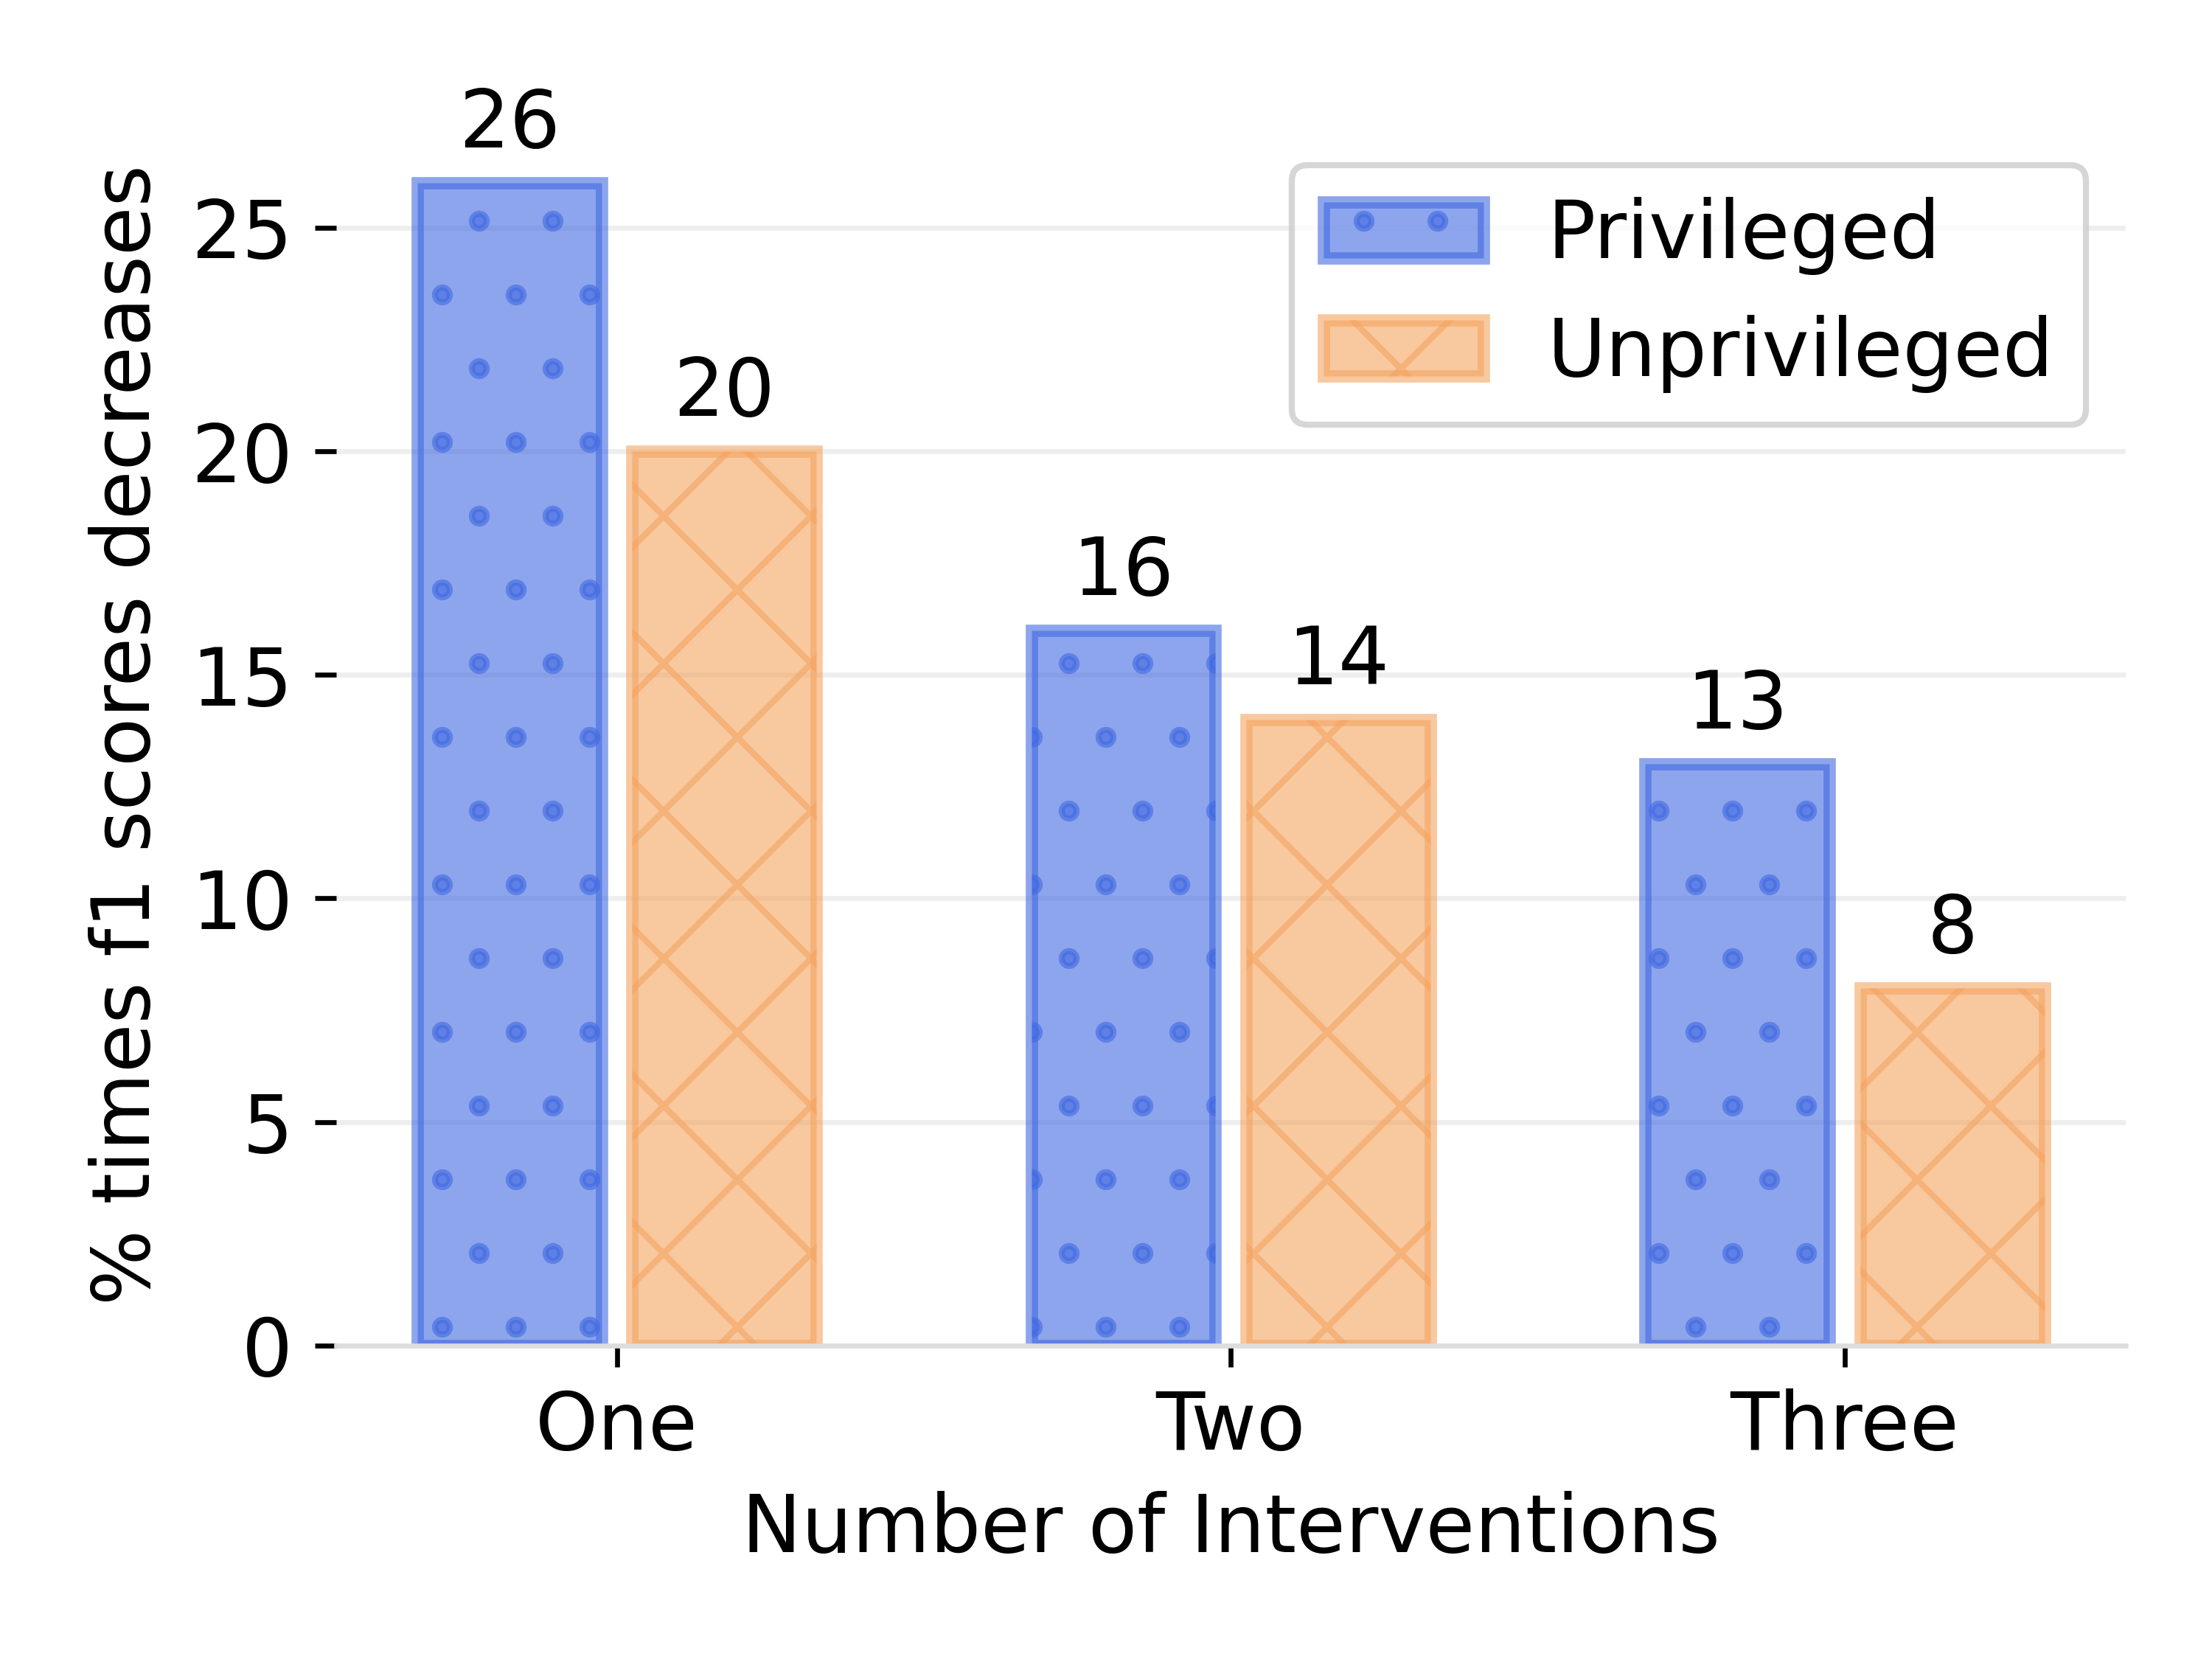 26
20
16
14
13
8
Privileged
Unprivileged
% times f1 scores decreases
25
20
15
10
5
0
One
Two
Three
Number of Interventions